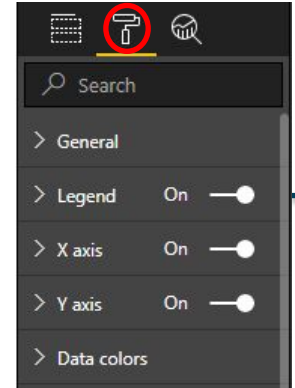 Search
General
Legend On
X axis On
Y axis On
Data colors